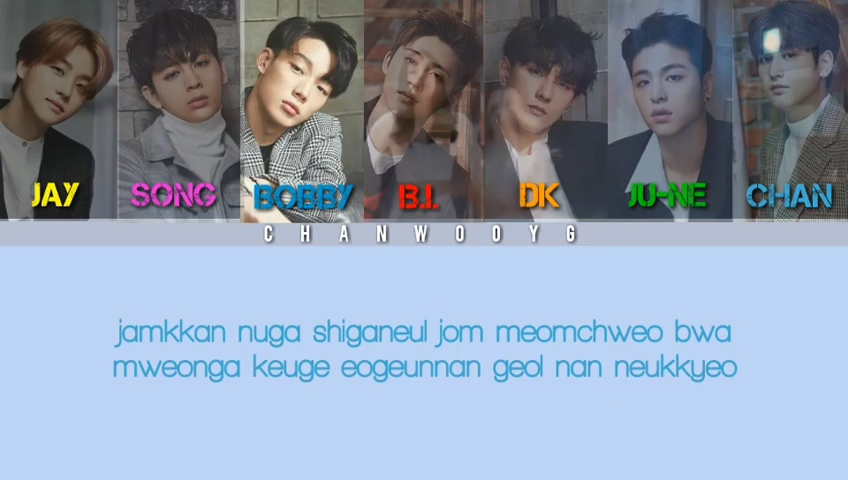 JAY SONG BOBBY B.I. DK JU-NE CHAN
CHANWOOYG
jamkkan nuga shiganeul jom meomchweo bwa
mweonga keuge eogeunnan geol nan neukkyeo